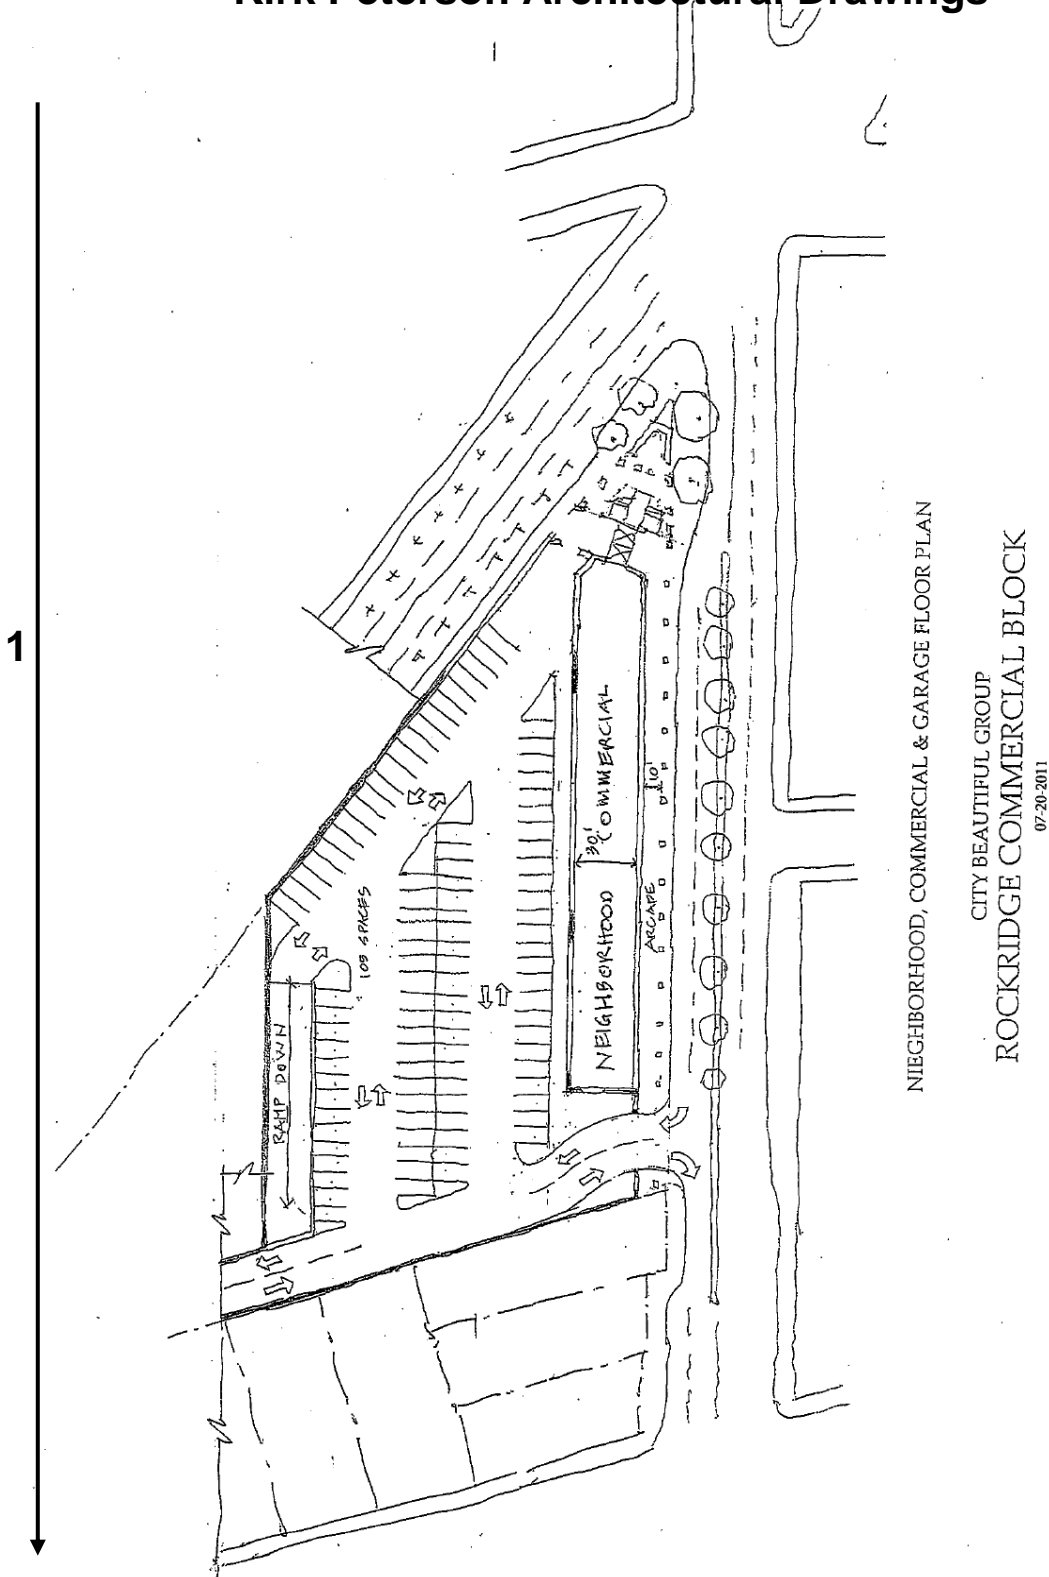 Kirk Peterson Architectural Drawings
1
105 SPACES
RAMP DOWN
30'
NEIGHBORHOOD COMMERCIAL
10'
ARCADE
NIEGHBORHOOD, COMMERCIAL & GARAGE FLOOR PLAN
CITY BEAUTIFUL GROUP
ROCKRIDGE COMMERCIAL BLOCK
07-20-2011